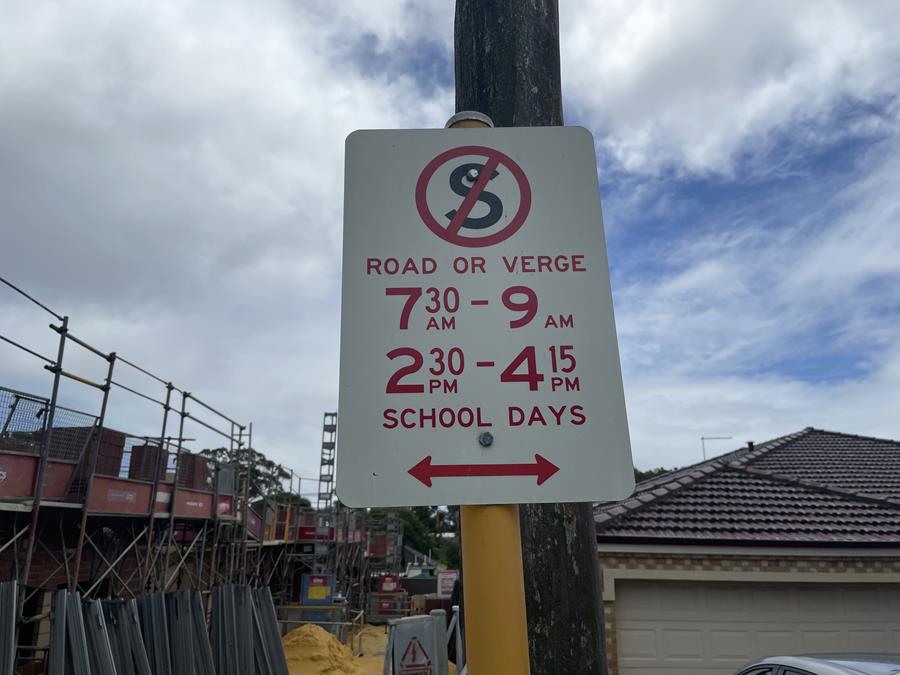 S
ROAD OR VERGE
7 30 AM - 9 AM
2 30 PM - 4 15 PM
SCHOOL DAYS